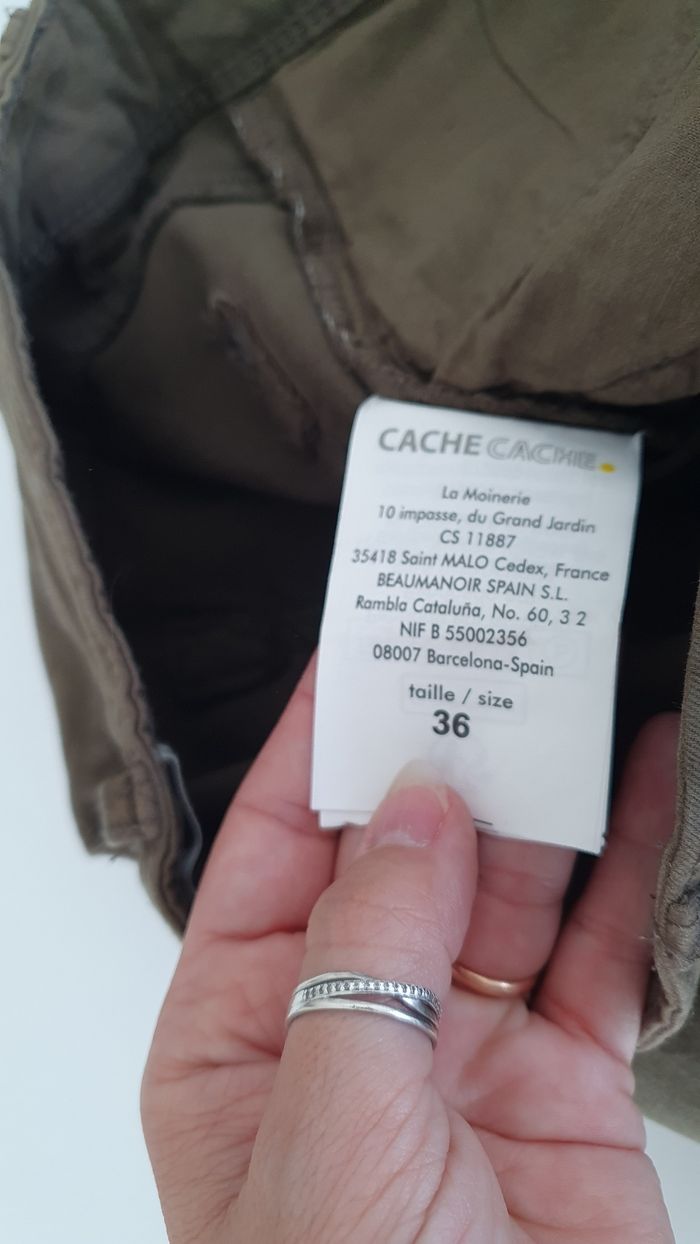 CACHE CACHE.
La Moinerie
10 impasse, du Grand Jardin
CS 11887
35418 Saint MALO Cedex, France
BEAUMANOIR SPAIN S.L.
Rambla Cataluña, No. 60, 3 2
NIF B 55002356
08007 Barcelona-Spain
taille / size
36